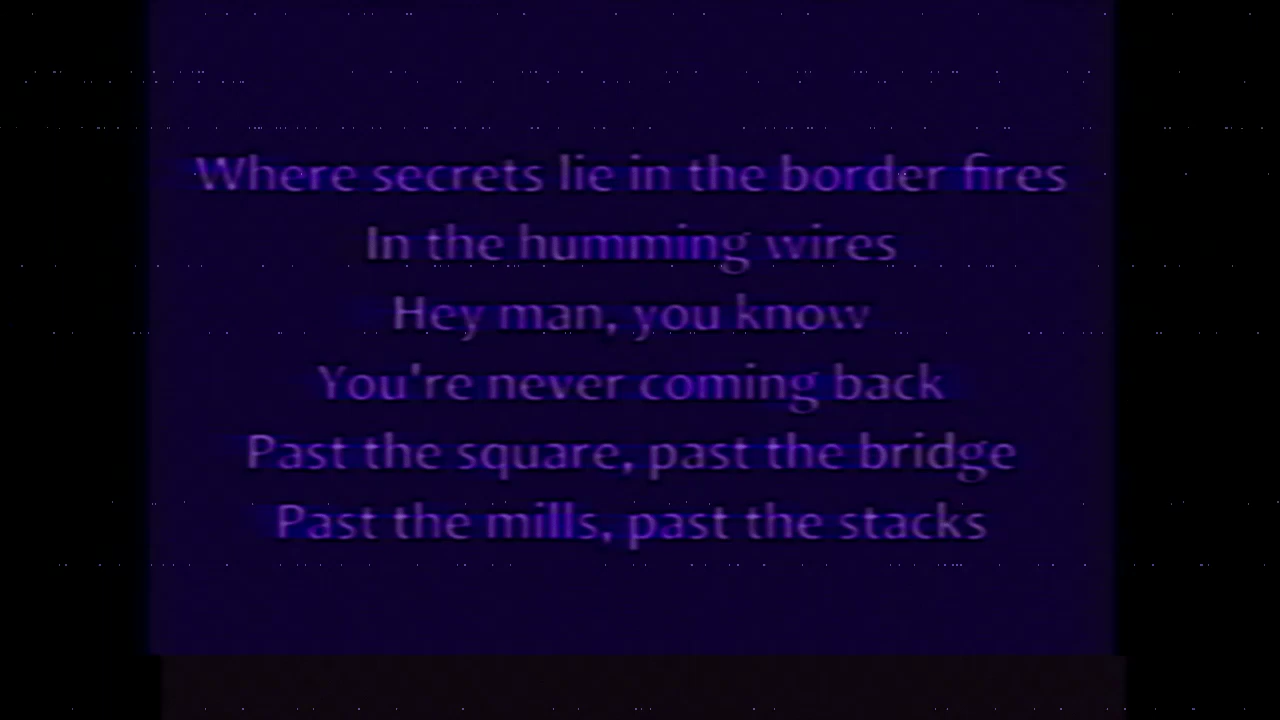 Where secrets lie in the border fires
In the humming wires
Hey man, you know
You're never coming back
Past the square, past the bridge
Past the mills, past the stacks